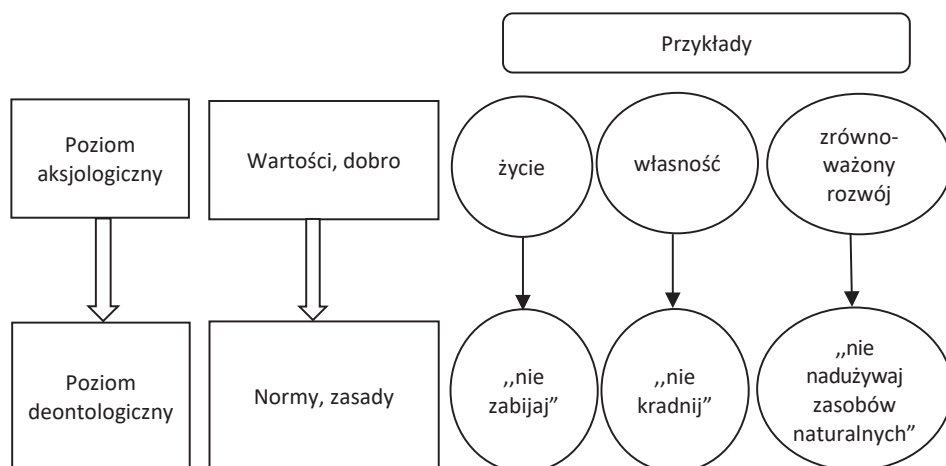 Przykłady
Poziom
aksjologiczny
Wartości, dobro
życie
własność
zrówno-
ważony
rozwój
Poziom
deontologiczny
Normy, zasady
,,nie
zabijaj”
,,nie
kradnij”
,,nie
nadużywaj
zasobów
naturalnych”